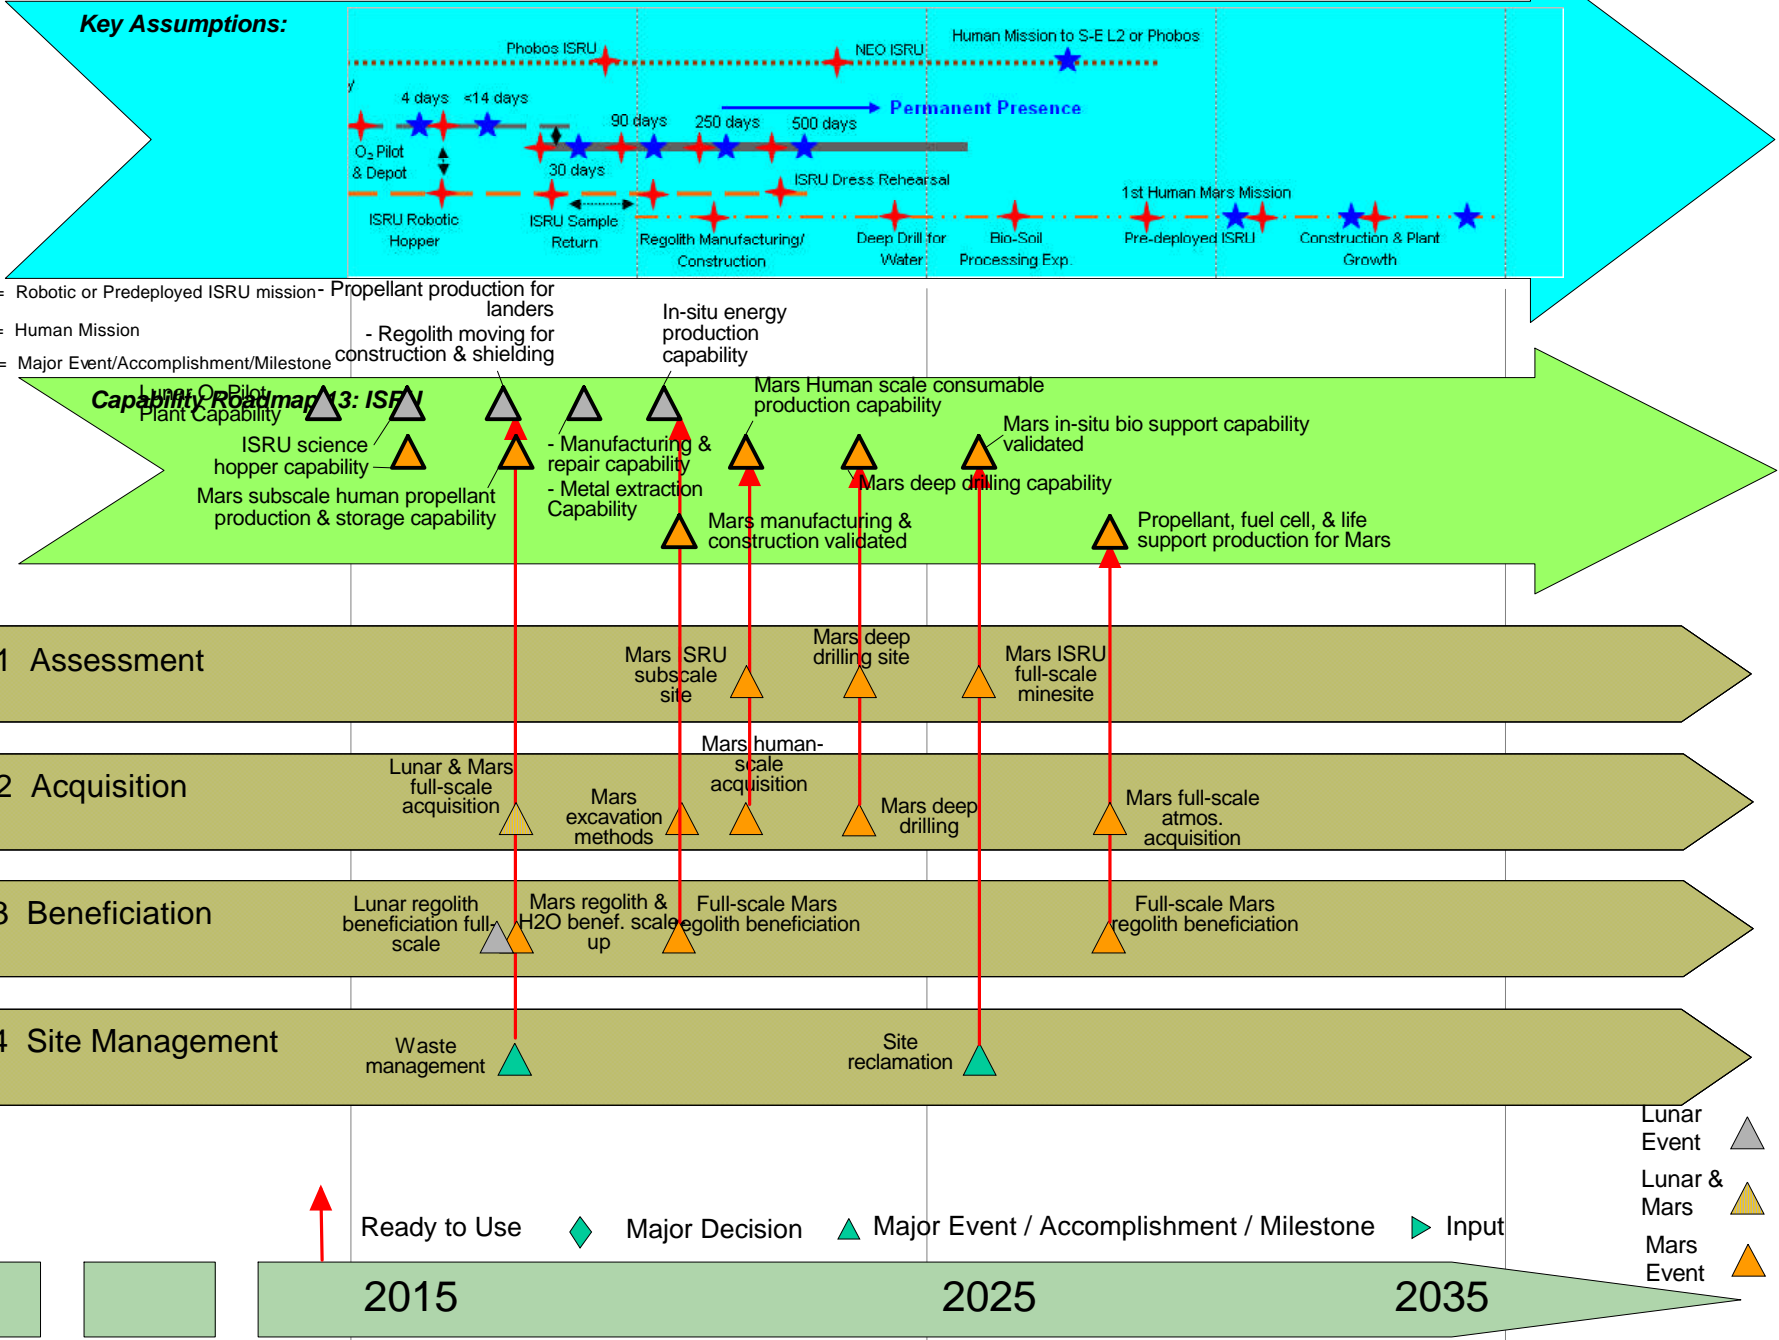 Key Assumptions:
Phobos ISRU
NEO ISRU
Human Mission to S-E L2 or Phobos
y
4 days
<14 days
90 days
250 days
500 days
Permanent Presence
O₂ Pilot
& Depot
30 days
ISRU Dress Rehearsal
1st Human Mars Mission
ISRU Robotic
Hopper
ISRU Sample
Return
Regolith Manufacturing/
Construction
Deep Drill for
Water
Bio-Soil
Processing Exp.
Pre-deployed ISRU
Construction & Plant
Growth
= Robotic or Predeployed ISRU mission
= Human Mission
= Major Event/Accomplishment/Milestone
- Propellant production for
landers
- Regolith moving for
construction & shielding
In-situ energy
production
capability
Capability Roadmap 13: ISRU
Lunar O₂ Pilot
Plant Capability
ISRU science
hopper capability
Mars subscale human propellant
production & storage capability
- Manufacturing &
repair capability
- Metal extraction
Capability
Mars Human scale consumable
production capability
Mars in-situ bio support capability
validated
Mars deep drilling capability
Mars manufacturing &
construction validated
Propellant, fuel cell, & life
support production for Mars
1 Assessment
Mars ISRU
subscale
site
Mars deep
drilling site
Mars ISRU
full-scale
minesite
2 Acquisition
Lunar & Mars
full-scale
acquisition
Mars
excavation
methods
Mars human-
scale
acquisition
Mars deep
drilling
Mars full-scale
atmos.
acquisition
3 Beneficiation
Lunar regolith
beneficiation full-
scale
Mars regolith &
H2O benef. scale
up
Full-scale Mars
regolith beneficiation
Full-scale Mars
regolith beneficiation
4 Site Management
Waste
management
Site
reclamation
Lunar
Event
Lunar &
Mars
Mars
Event
Ready to Use
Major Decision
Major Event / Accomplishment / Milestone
Input
2015
2025
2035